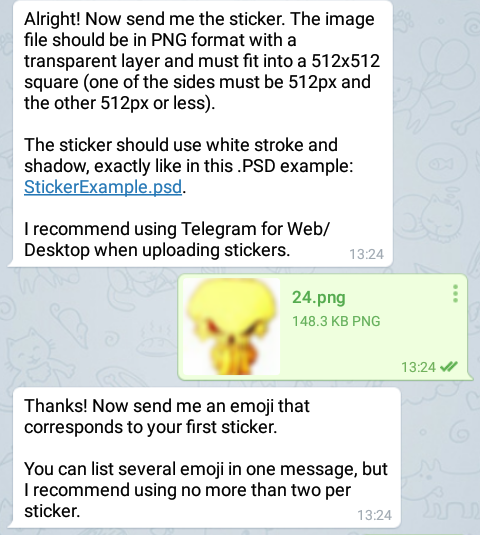 Alright! Now send me the sticker. The image
file should be in PNG format with a
transparent layer and must fit into a 512x512
square (one of the sides must be 512px and
the other 512px or less).
The sticker should use white stroke and
shadow, exactly like in this .PSD example:
StickerExample.psd.
I recommend using Telegram for Web/
Desktop when uploading stickers.
13:24
24.png
148.3 KB PNG
13:24
Thanks! Now send me an emoji that
corresponds to your first sticker.
You can list several emoji in one message, but
I recommend using no more than two per
sticker.
13:24